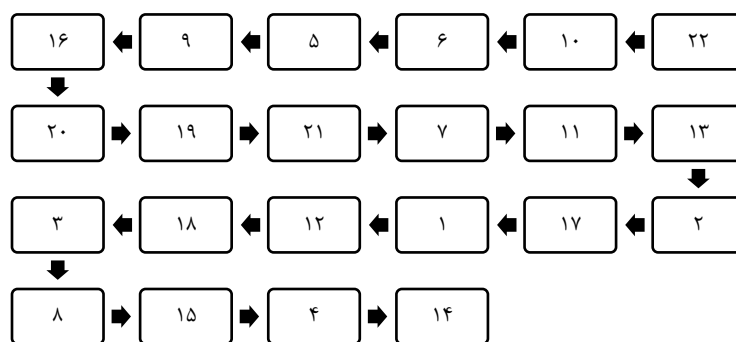 ۲۲ ۱۰ ۶ ۵ ۹ ۱۶
۲۰ ۱۹ ۲۱ ۷ ۱۱ ۱۳
۲ ۱۷ ۱ ۱۲ ۱۸ ۳
۸ ۱۵ ۴ ۱۴